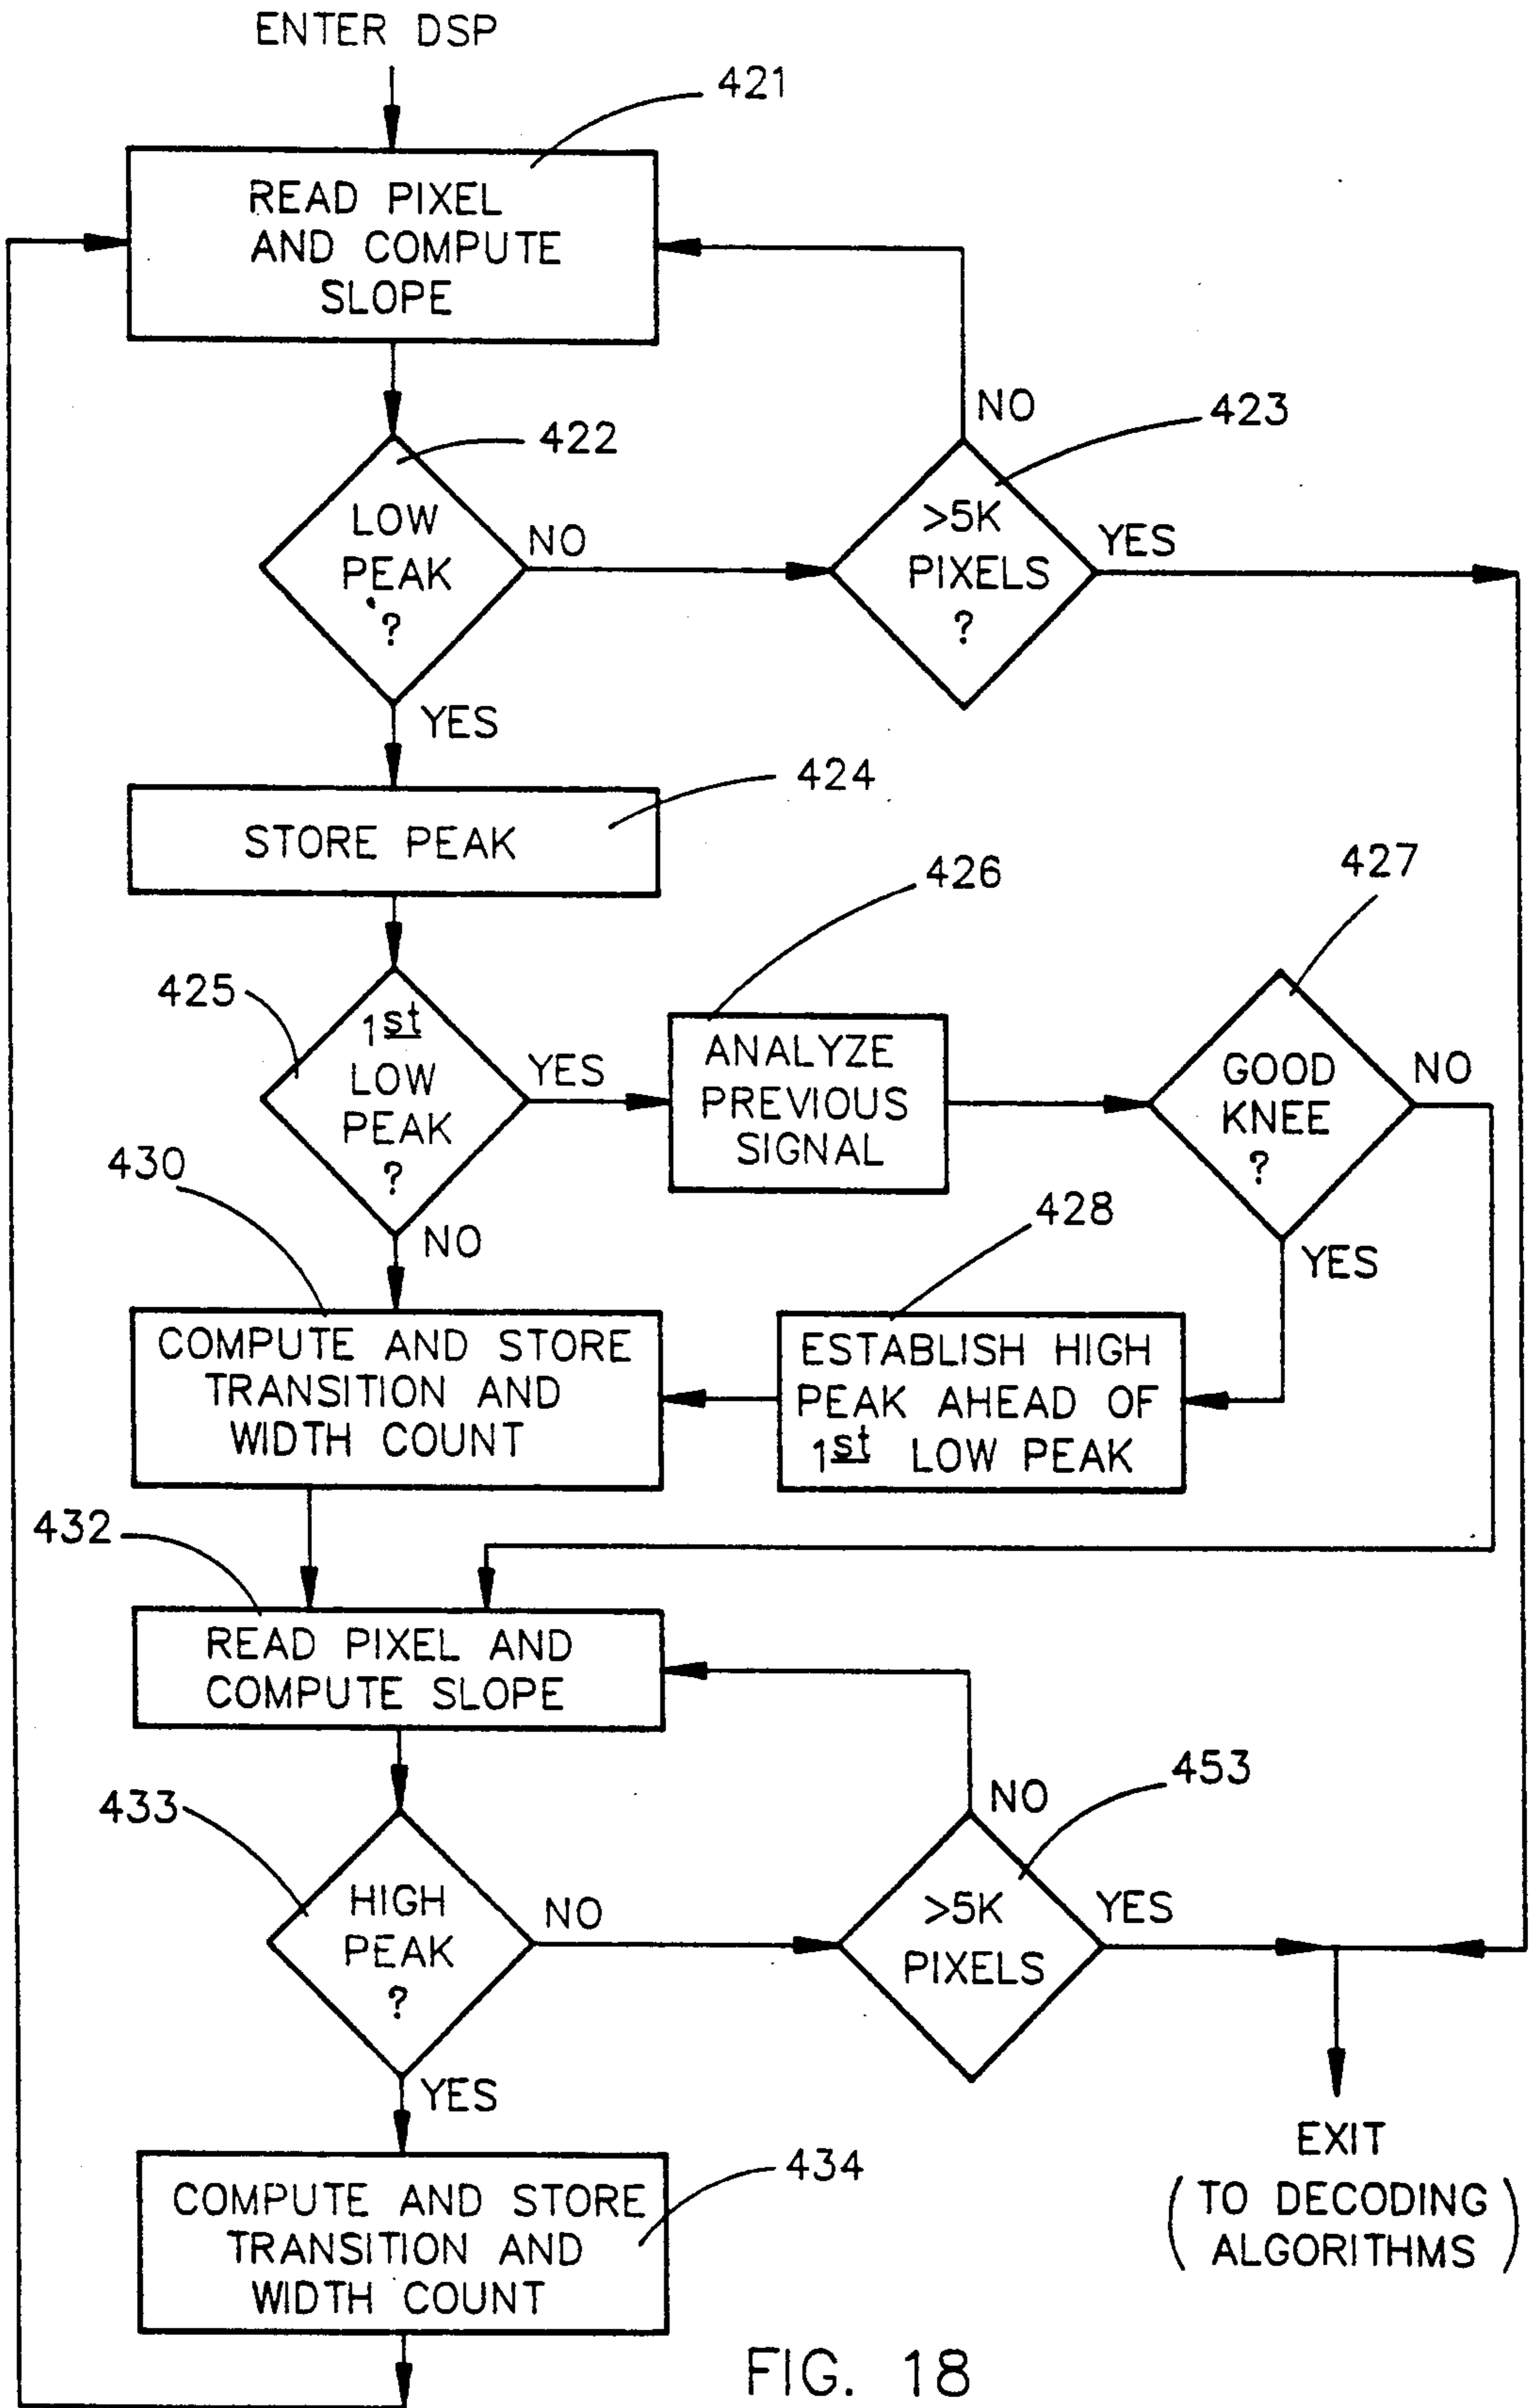 ENTER DSP
421
READ PIXEL
AND COMPUTE
SLOPE
422
LOW
PEAK
?
NO
YES
423
>5K
PIXELS
?
NO
YES
424
STORE PEAK
425
1st
LOW
PEAK
?
YES
NO
426
ANALYZE
PREVIOUS
SIGNAL
427
GOOD
KNEE
?
NO
YES
428
ESTABLISH HIGH
PEAK AHEAD OF
1st LOW PEAK
430
COMPUTE AND STORE
TRANSITION AND
WIDTH COUNT
432
READ PIXEL AND
COMPUTE SLOPE
433
HIGH
PEAK
?
NO
YES
453
>5K
PIXELS
NO
YES
434
COMPUTE AND STORE
TRANSITION AND
WIDTH COUNT
EXIT
(TO DECODING
ALGORITHMS)
FIG. 18